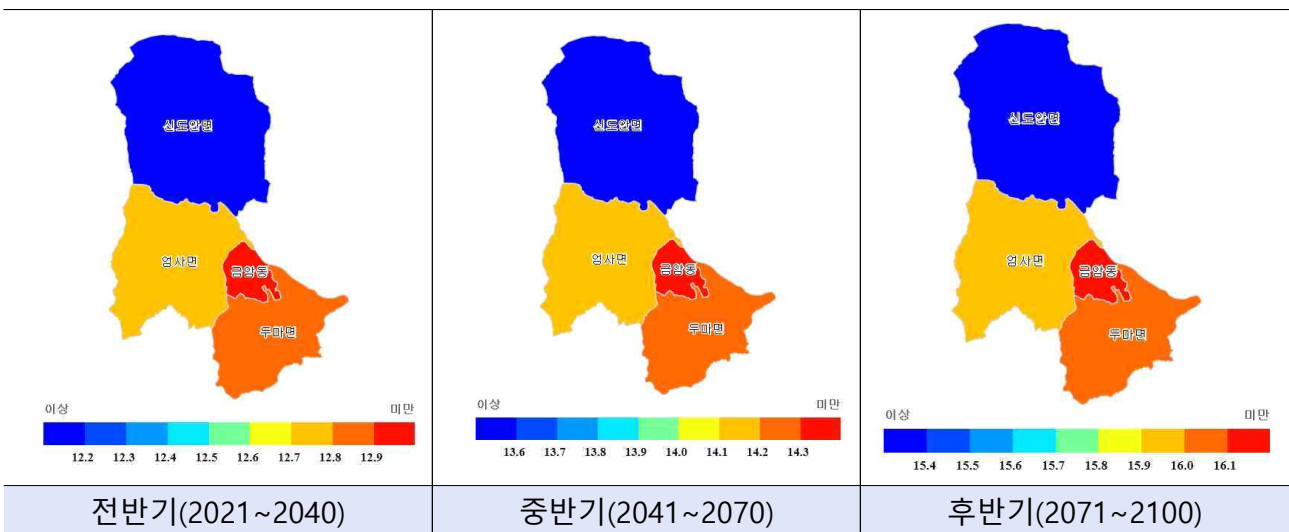 신도안면
엄사면
금암동
두마면
이상 미만
12.2 12.3 12.4 12.5 12.6 12.7 12.8 12.9
전반기(2021~2040)
신도안면
엄사면
금암동
두마면
이상 미만
13.6 13.7 13.8 13.9 14.0 14.1 14.2 14.3
중반기(2041~2070)
신도안면
엄사면
금암동
두마면
이상 미만
15.4 15.5 15.6 15.7 15.8 15.9 16.0 16.1
후반기(2071~2100)